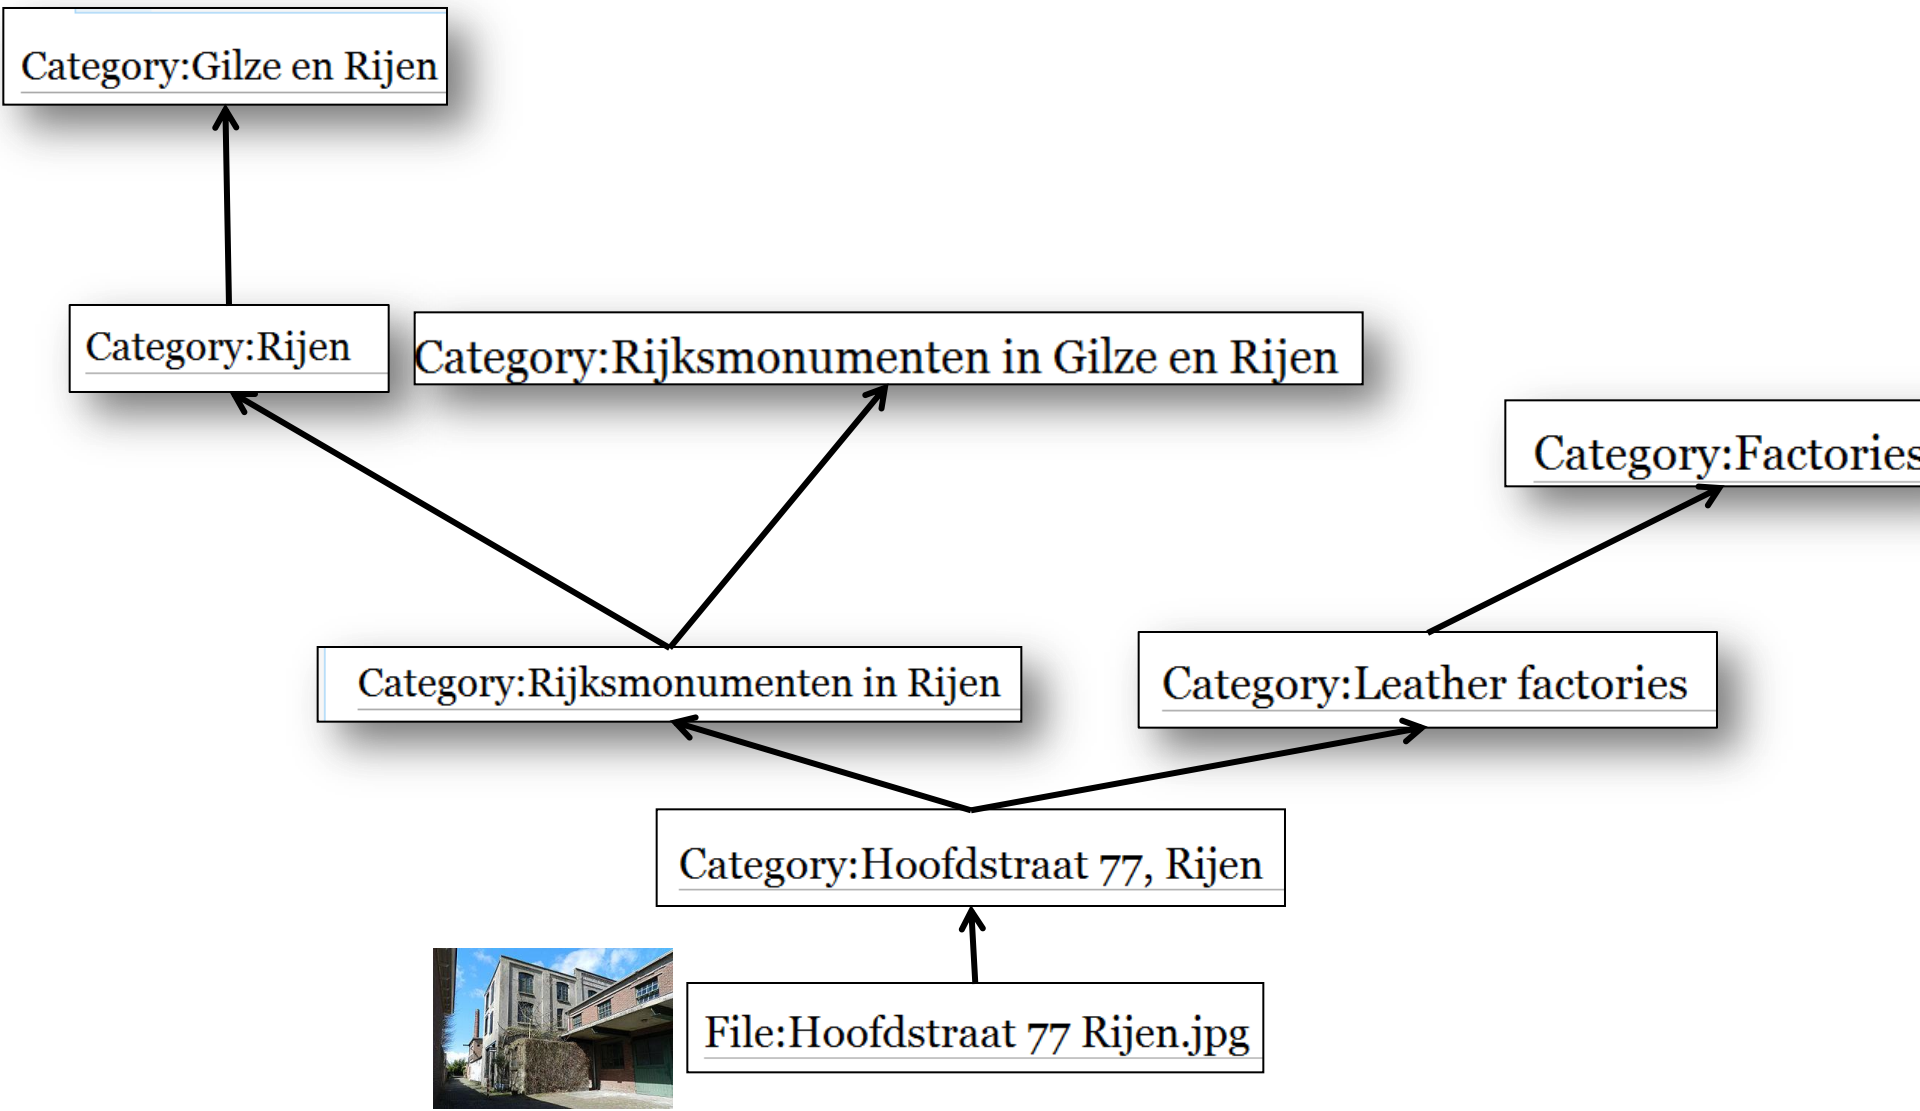 Category:Gilze en Rijen
Category:Rijen
Category:Rijksmonumenten in Gilze en Rijen
Category:Factories
Category:Rijksmonumenten in Rijen
Category:Leather factories
Category:Hoofdstraat 77, Rijen
File:Hoofdstraat 77 Rijen.jpg